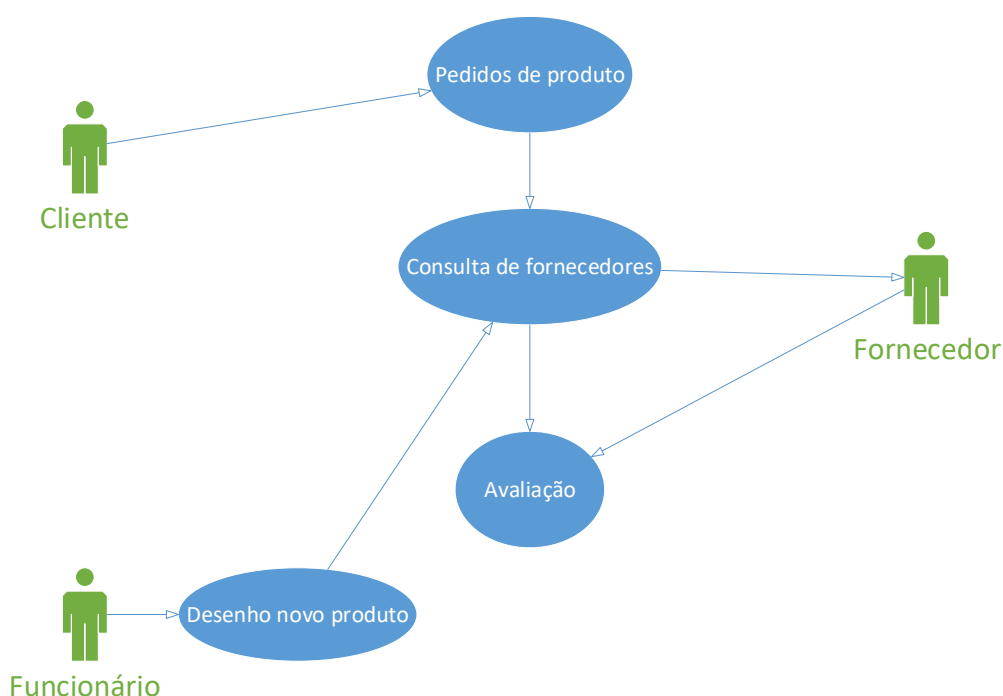 Pedidos de produto
Cliente
Consulta de fornecedores
Fornecedor
Avaliação
Desenho novo produto
Funcionário